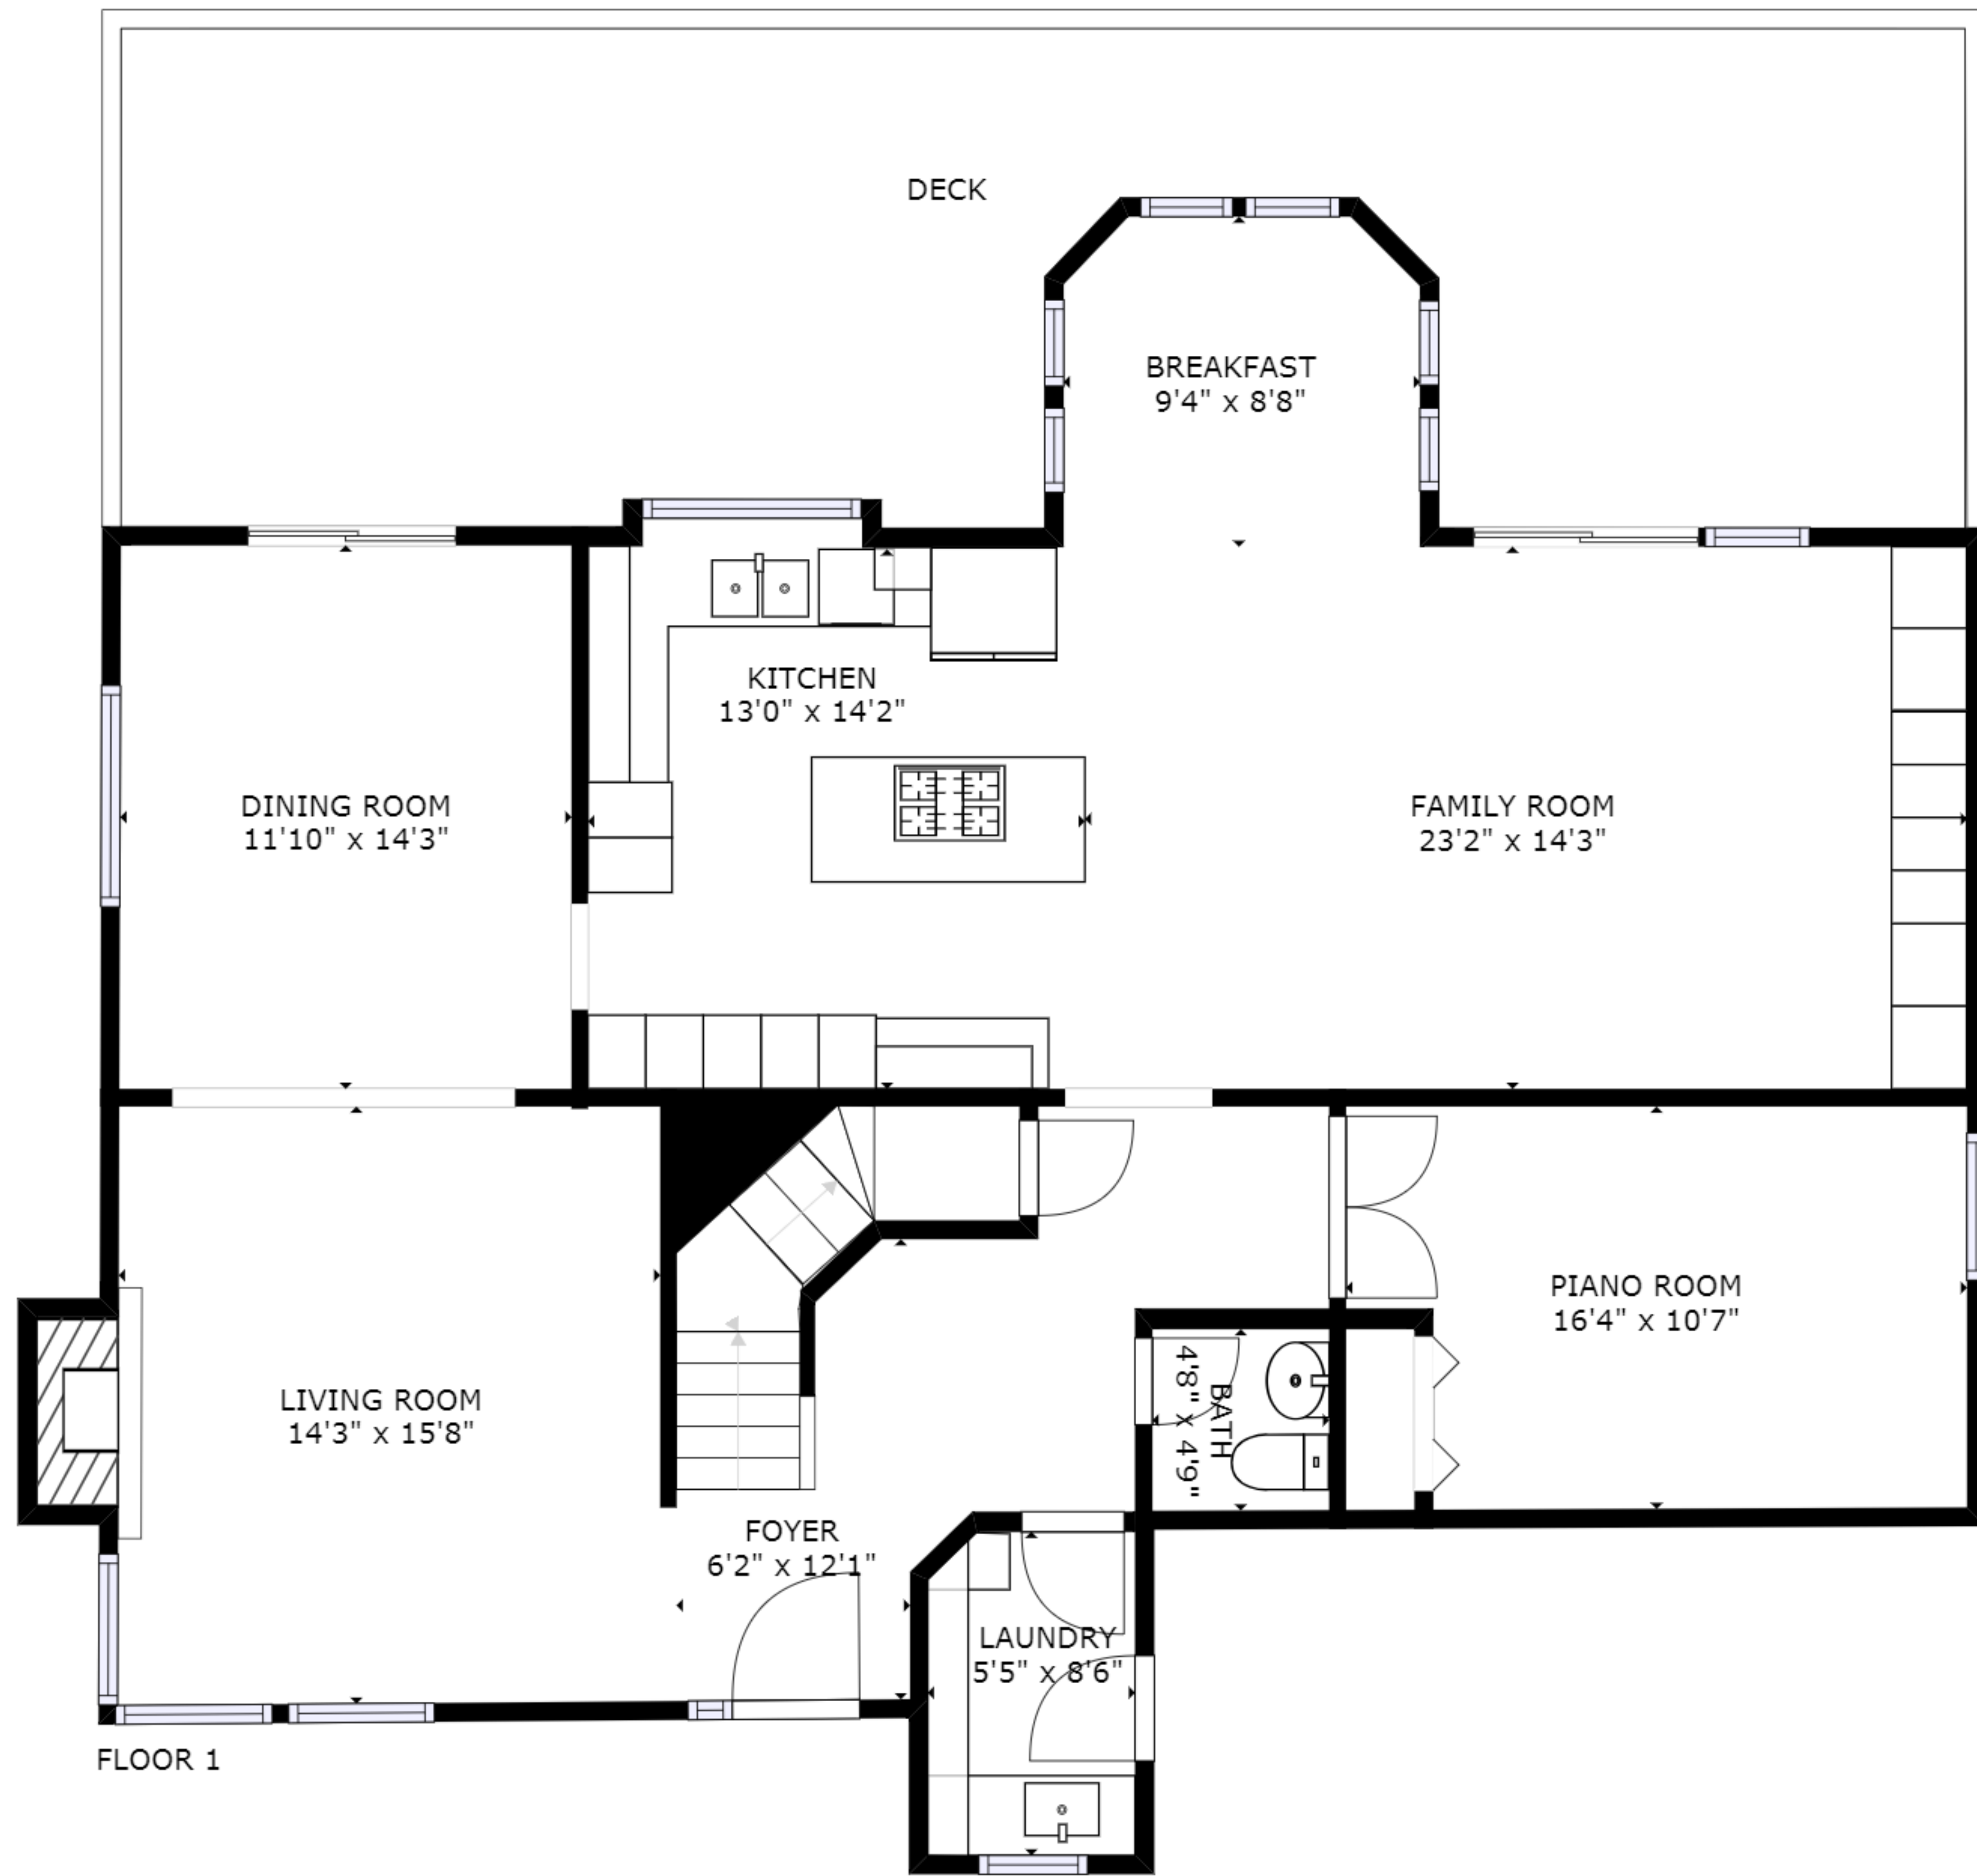 DECK
BREAKFAST
9'4" x 8'8"
KITCHEN
13'0" x 14'2"
DINING ROOM
11'10" x 14'3"
FAMILY ROOM
23'2" x 14'3"
PIANO ROOM
16'4" x 10'7"
BATH
4'8" x 4'9"
LIVING ROOM
14'3" x 15'8"
FOYER
6'2" x 12'1"
LAUNDRY
5'5" x 8'6"
FLOOR 1